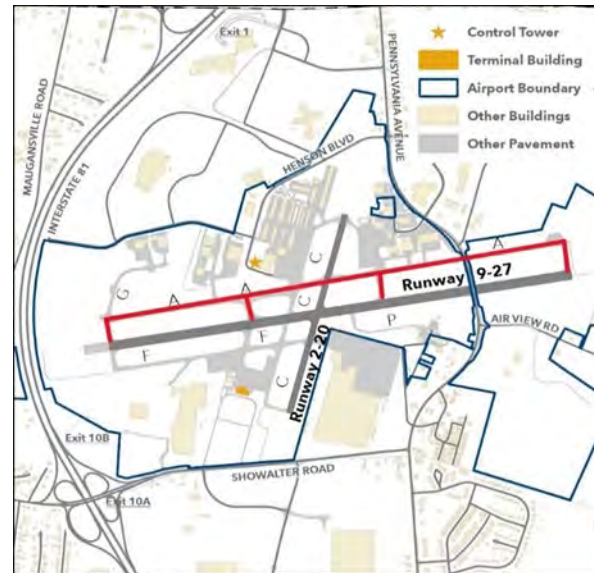 Exit 1
Control Tower
Terminal Building
Airport Boundary
Other Buildings
Other Pavement
MAUGANSVILLE ROAD
INTERSTATE 81
PENNSYLVANIA AVENUE
HENSON BLVD
A
C
C
G
A
A
C
Runway 9-27
F
F
C
P
AIR VIEW RD
C
Runway 2-20
Exit 10B
SHOWALTER ROAD
Exit 10A